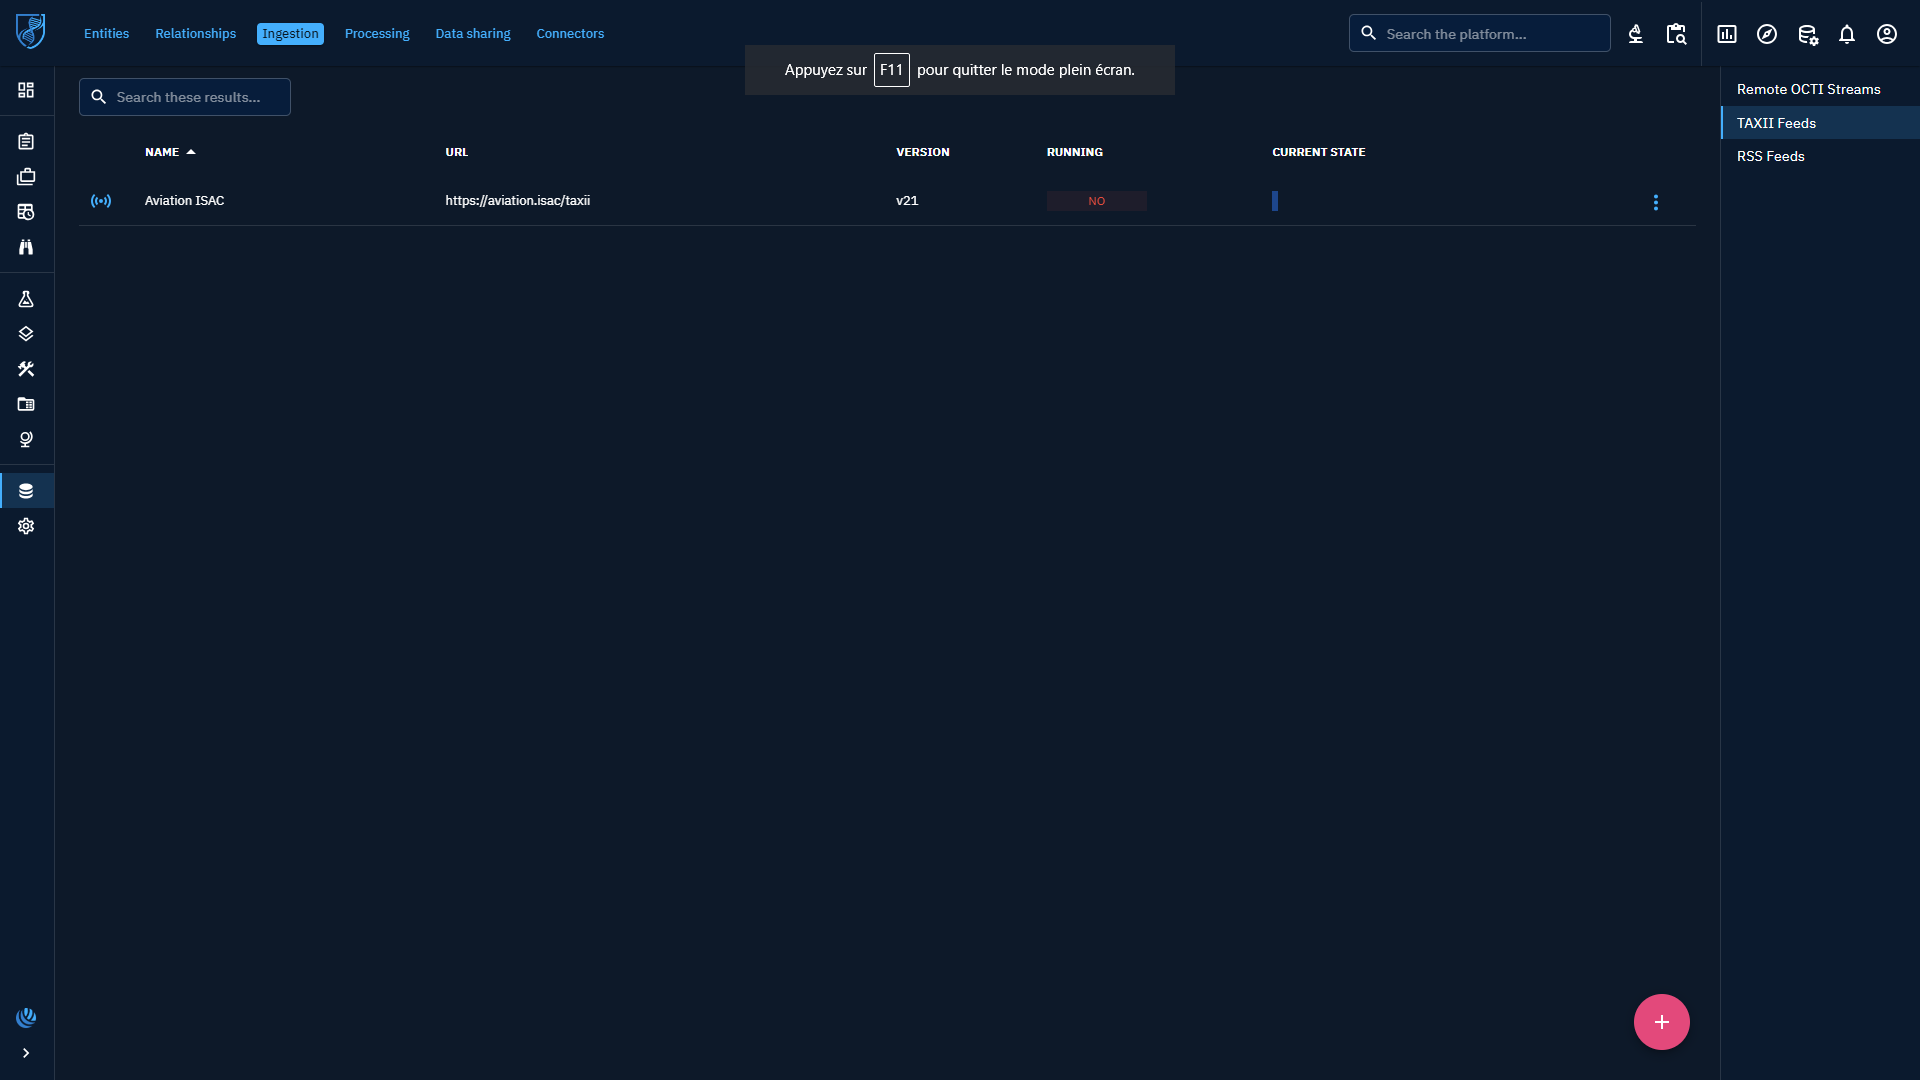 Entities Relationships Ingestion Processing Data sharing Connectors
Search the platform...
Appuyez sur F11 pour quitter le mode plein écran.
Search these results...
Remote OCTI Streams
TAXII Feeds
RSS Feeds
NAME URL VERSION RUNNING CURRENT STATE
Aviation ISAC https://aviation.isac/taxii v21 NO